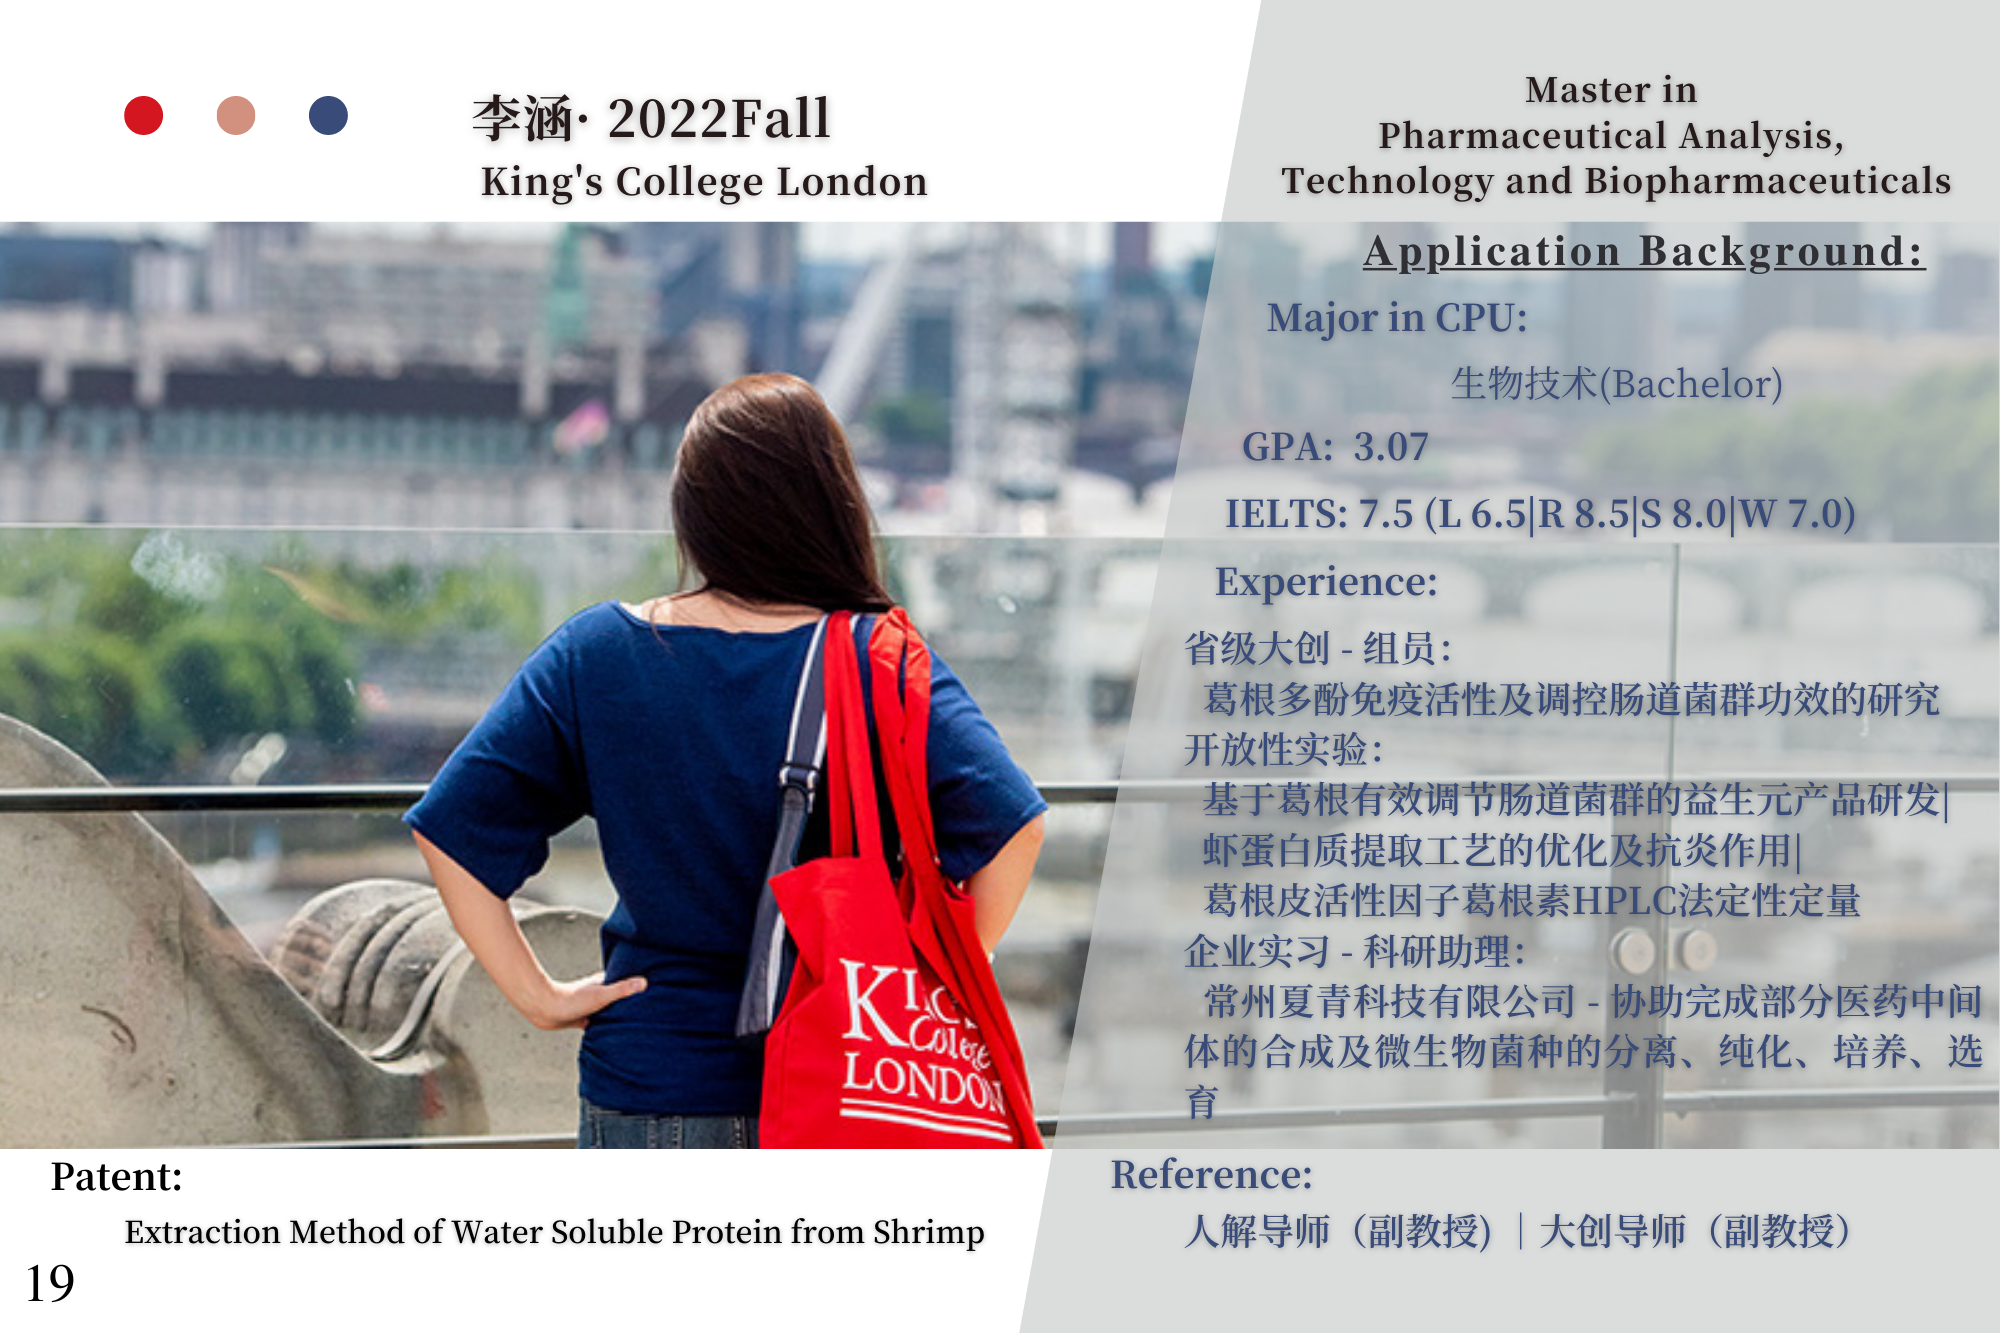 李涵· 2022Fall
King's College London
Master in
Pharmaceutical Analysis,
Technology and Biopharmaceuticals
Application Background:
Major in CPU:
生物技术(Bachelor)
GPA: 3.07
IELTS: 7.5 (L 6.5|R 8.5|S 8.0|W 7.0)
Experience:
省级大创 - 组员：
葛根多酚免疫活性及调控肠道菌群功效的研究
开放性实验：
基于葛根有效调节肠道菌群的益生元产品研发|
虾蛋白质提取工艺的优化及抗炎作用|
葛根皮活性因子葛根素HPLC法定性定量
企业实习 - 科研助理：
常州夏青科技有限公司 - 协助完成部分医药中间
体的合成及微生物菌种的分离、纯化、培养、选
育
Reference:
人解导师（副教授) ｜大创导师（副教授）
College
LONDON
Patent:
Extraction Method of Water Soluble Protein from Shrimp
19